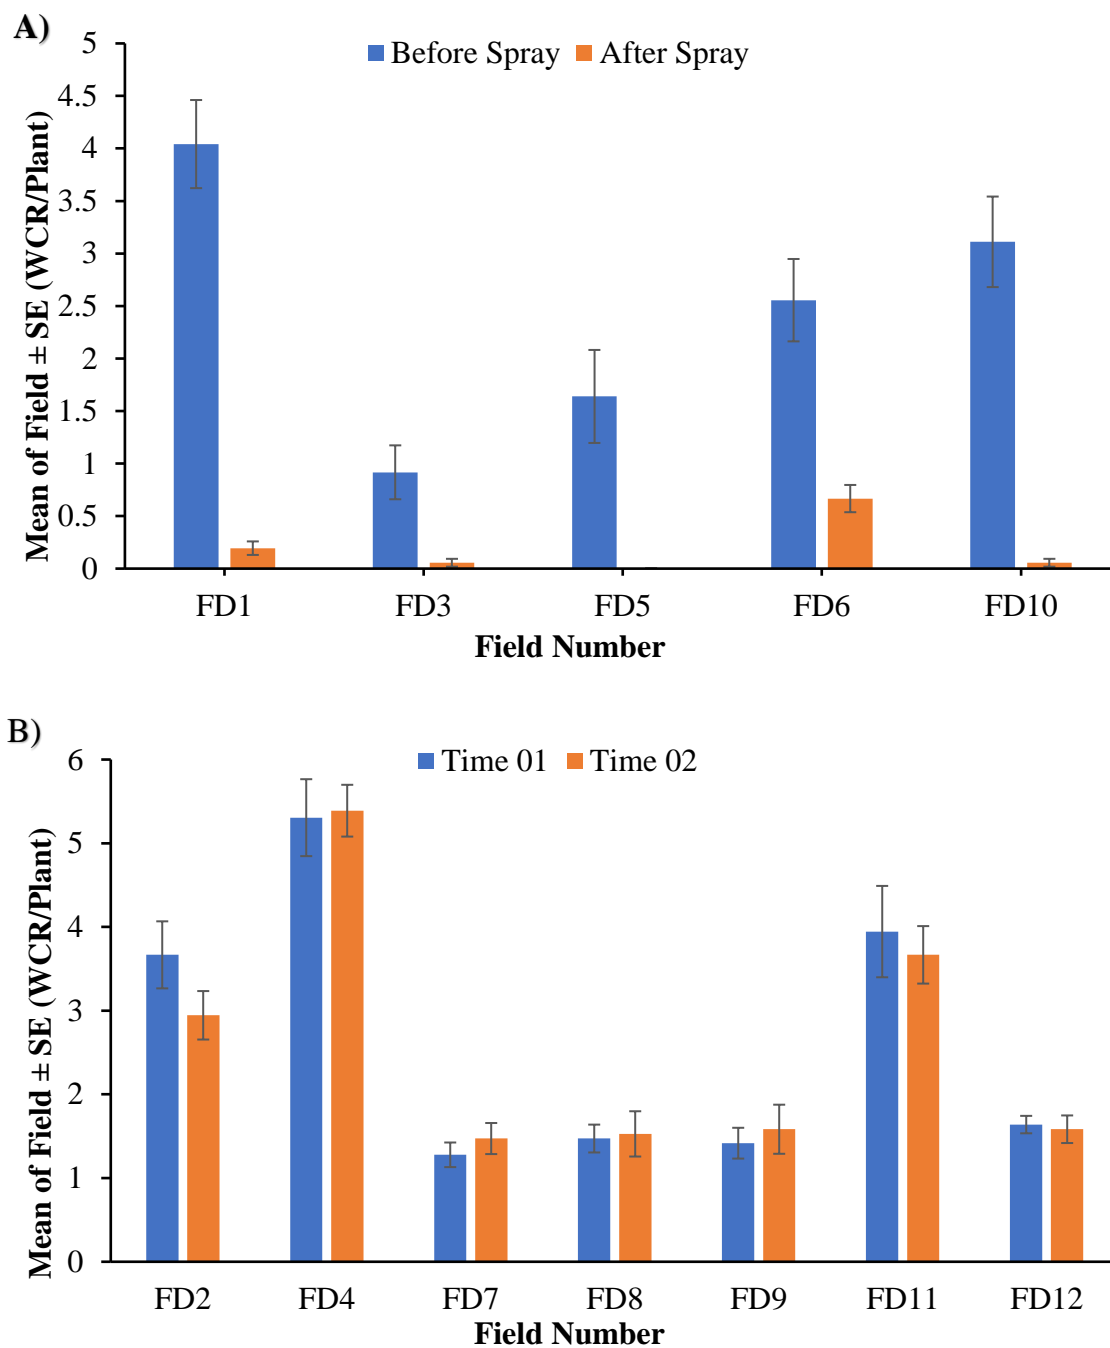 A)
Before Spray After Spray
Mean of Field ± SE (WCR/Plant)
5
4.5
4
3.5
3
2.5
2
1.5
1
0.5
0
FD1 FD3 FD5 FD6 FD10
Field Number
B)
Time 01 Time 02
Mean of Field ± SE (WCR/Plant)
6
5
4
3
2
1
0
FD2 FD4 FD7 FD8 FD9 FD11 FD12
Field Number